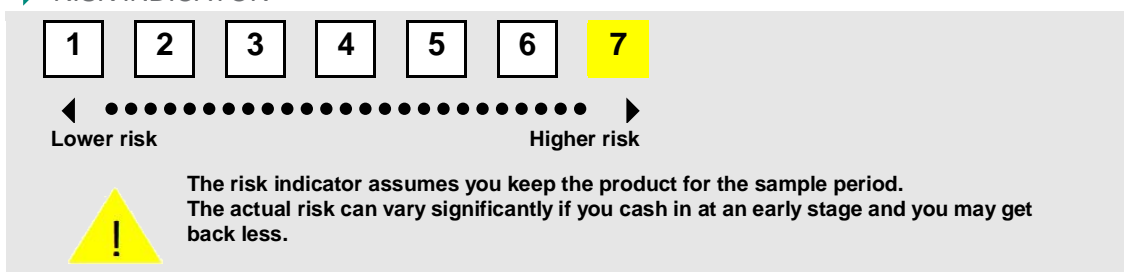 1 2 3 4 5 6 7
Lower risk Higher risk
The risk indicator assumes you keep the product for the sample period.
The actual risk can vary significantly if you cash in at an early stage and you may get
back less.
!